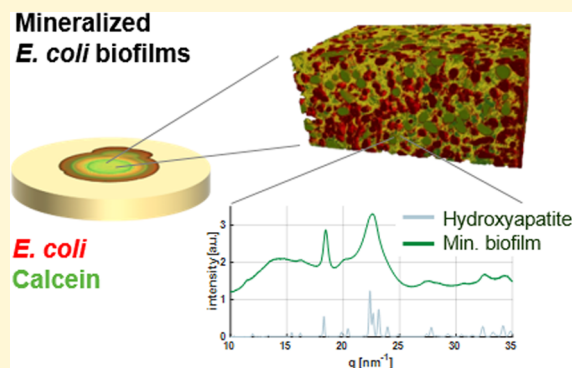 Mineralized
E. coli biofilms
E. coli
Calcein
Hydroxyapatite
Min. biofilm
intensity[a.u.]
3
2
1
0
10 15 20 25 30 35
q [nm⁻¹]